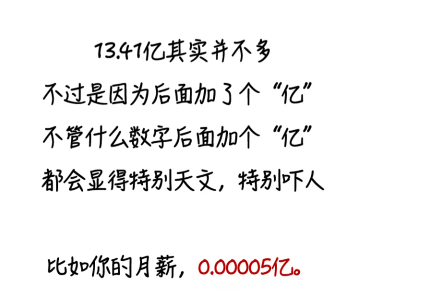 13.41亿其实并不多
不过是因为后面加了个“亿”
不管什么数字后面加个“亿”
都会显得特别天文，特别吓人
比如你的月薪，0.00005亿。